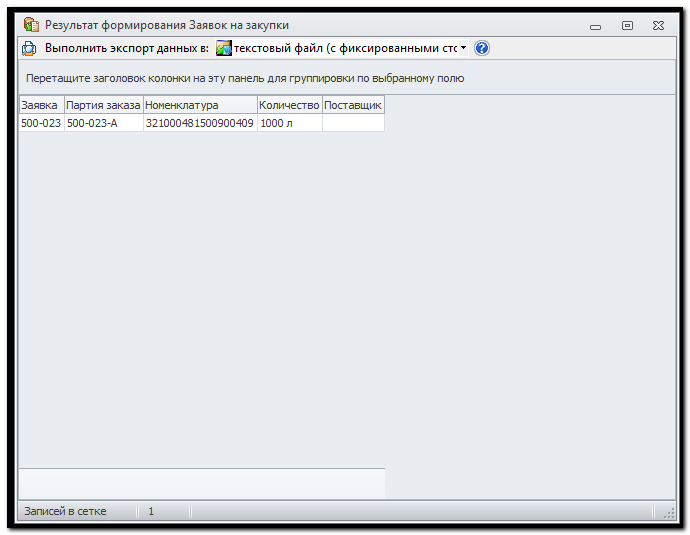 Результат формирования Заявок на закупки
Выполнить экспорт данных в: текстовый файл (с фиксированными сто
Перетащите заголовок колонки на эту панель для группировки по выбранному полю
Заявка Партия заказа Номенклатура Количество Поставщик
500-023 500-023-А 321000481500900409 1000 л
Записей в сетке 1